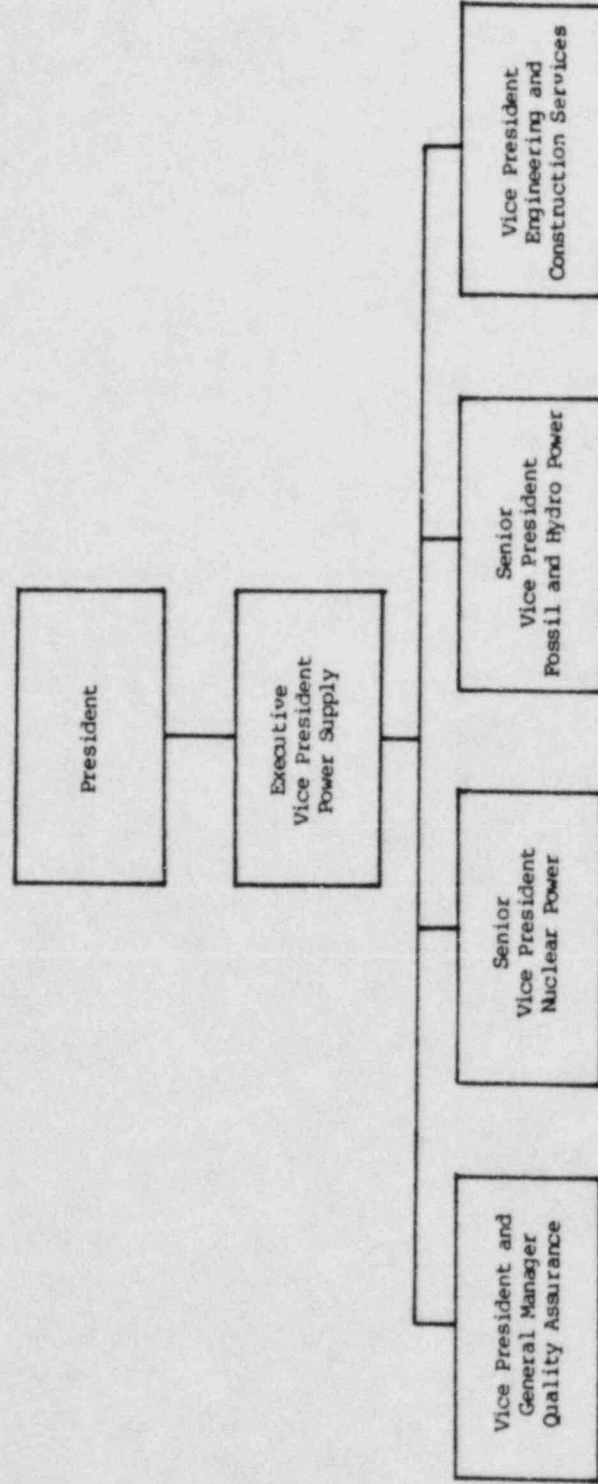 President
Executive
Vice President
Power Supply
Vice President and
General Manager
Quality Assurance
Senior
Vice President
Nuclear Power
Senior
Vice President
Fossil and Hydro Power
Vice President
Engineering and
Construction Services